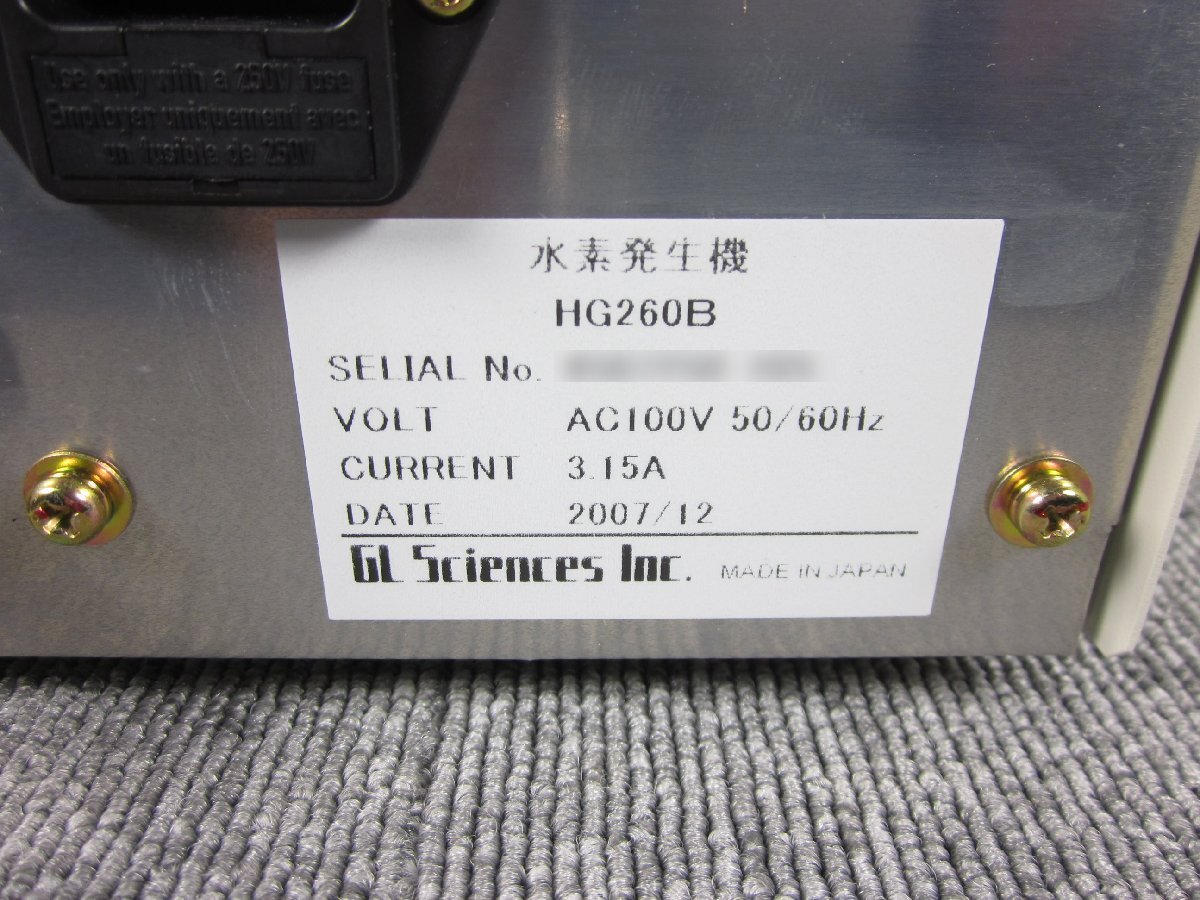 Use only with a 250V fuse
Employer uniquement avec
un fusible de 250V
水素発生機
HG260B
SELIAL No.
VOLT AC100V 50/60Hz
CURRENT 3.15A
DATE 2007/12
GL Sciences Inc. MADE IN JAPAN